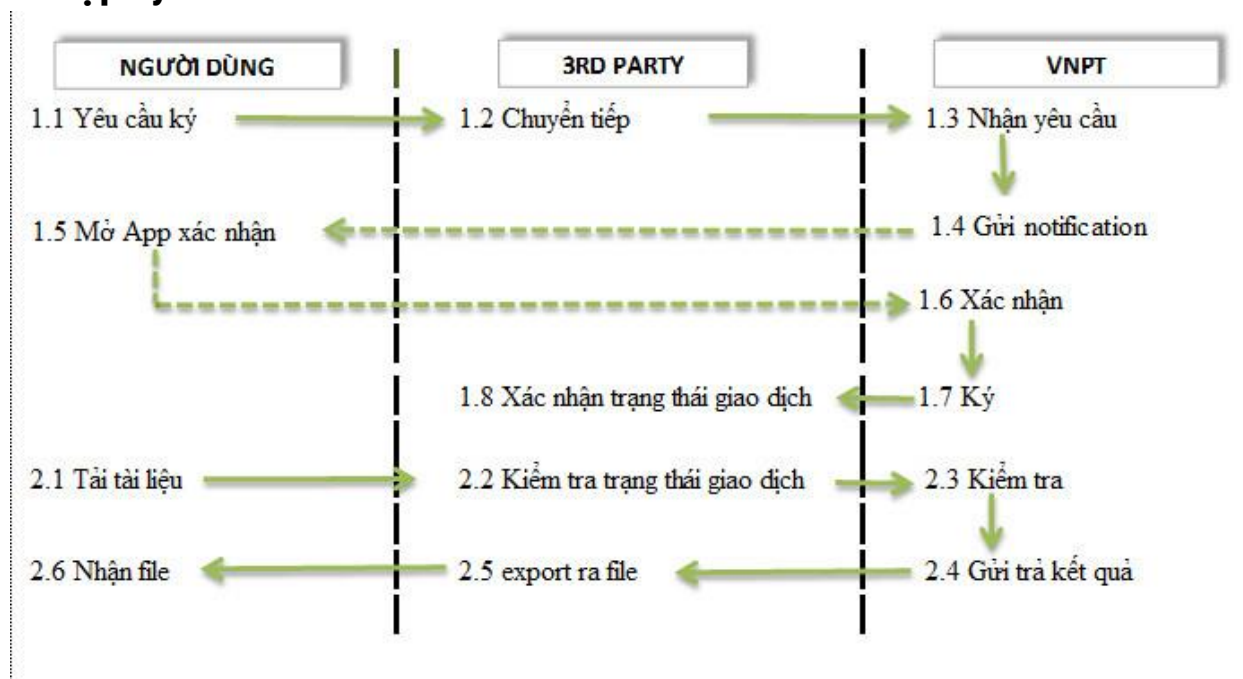 NGƯỜI DÙNG 3RD PARTY VNPT
1.1 Yêu cầu ký 1.2 Chuyển tiếp 1.3 Nhận yêu cầu
1.5 Mở App xác nhận 1.4 Gửi notification
1.6 Xác nhận
1.8 Xác nhận trạng thái giao dịch 1.7 Ký
2.1 Tải tài liệu 2.2 Kiểm tra trạng thái giao dịch 2.3 Kiểm tra
2.6 Nhận file 2.5 export ra file 2.4 Gửi trả kết quả